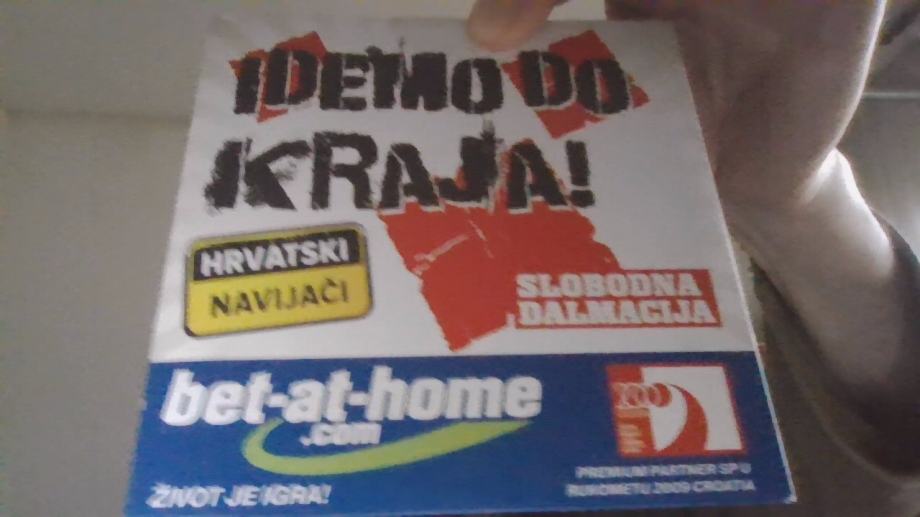 IDEMO DO
KRAJA!
HRVATSKI
NAVIJAČI
SLOBODNA
DALMACIJA
bet-at-home
.com
ŽIVOT JE IGRA!
PREMIUM PARTNER SP U
RUKOMETU 2009 CROATIA